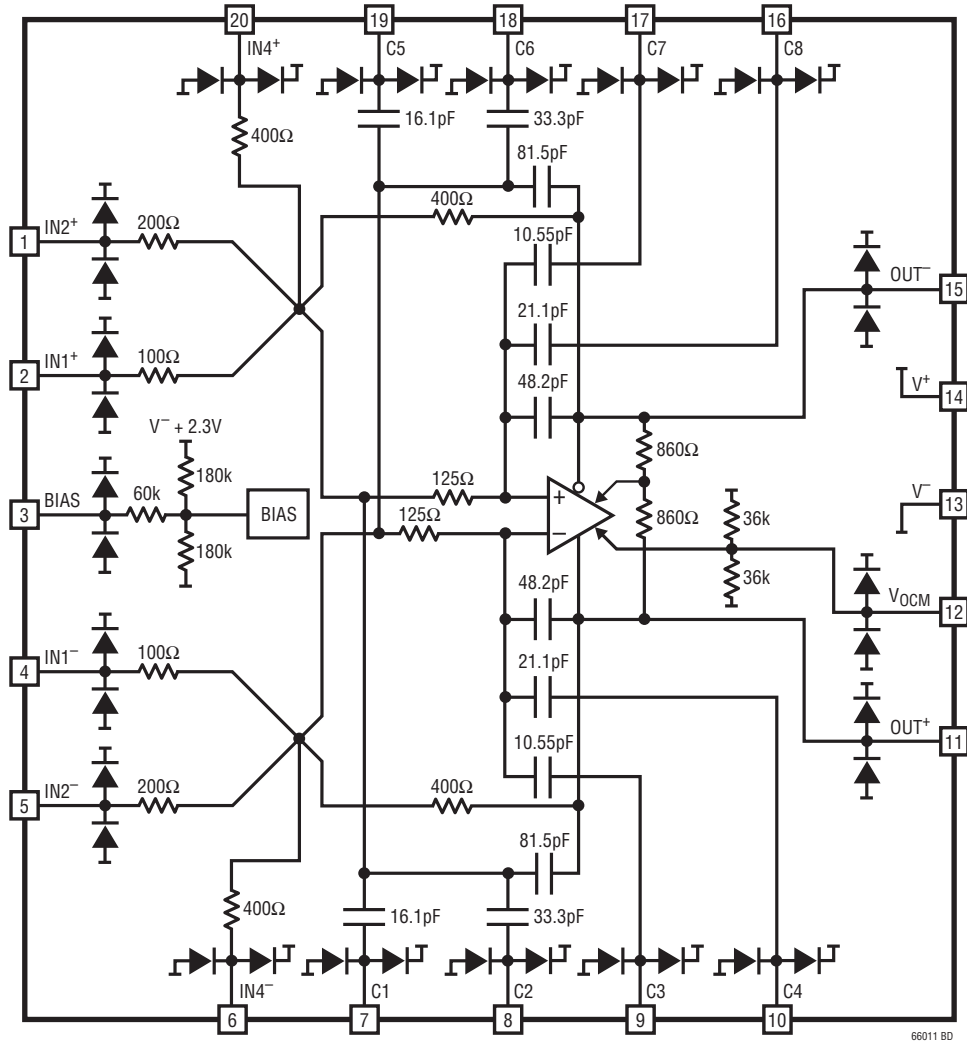 20 19 18 17 16
IN4+ C5 C6 C7 C8
16.1pF 33.3pF
400Ω
81.5pF
400Ω
1 IN2+ 200Ω
10.55pF
OUT– 15
21.1pF
2 IN1+ 100Ω
V+ 14
48.2pF
V– + 2.3V
860Ω
180k
125Ω
3 BIAS 60k BIAS
+
V– 13
125Ω
860Ω
36k
–
180k
36k
48.2pF
VOCM 12
4 IN1– 100Ω
21.1pF
OUT+ 11
10.55pF
5 IN2– 200Ω
400Ω
81.5pF
400Ω
16.1pF 33.3pF
IN4– C1 C2 C3 C4
6 7 8 9 10
66011 BD